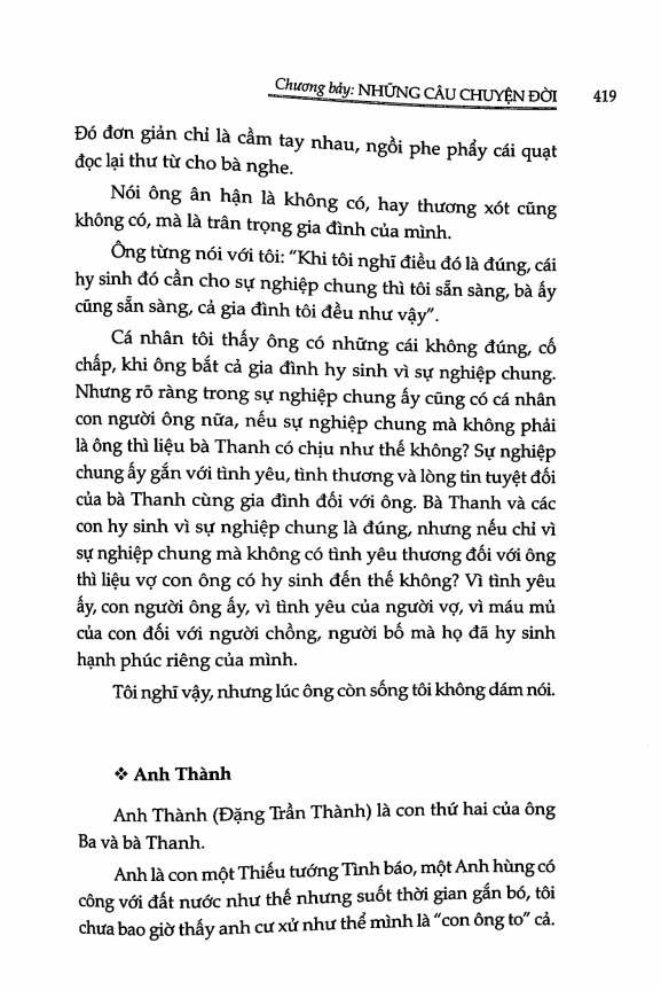 Chương bảy: NHỮNG CÂU CHUYỆN ĐỜI 419
Đó đơn giản chỉ là cầm tay nhau, ngồi phe phẩy cái quạt
đọc lại thư từ cho bà nghe.
Nói ông ân hận là không có, hay thương xót cũng
không có, mà là trân trọng gia đình của mình.
Ông từng nói với tôi: "Khi tôi nghĩ điều đó là đúng, cái
hy sinh đó cần cho sự nghiệp chung thì tôi sẵn sàng, bà ấy
cũng sẵn sàng, cả gia đình tôi đều như vậy".
Cá nhân tôi thấy ông có những cái không đúng, cố
chấp, khi ông bắt cả gia đình hy sinh vì sự nghiệp chung.
Nhưng rõ ràng trong sự nghiệp chung ấy cũng có cá nhân
con người ông nữa, nếu sự nghiệp chung mà không phải
là ông thì liệu bà Thanh có chịu như thế không? Sự nghiệp
chung ấy gắn với tình yêu, tình thương và lòng tin tuyệt đối
của bà Thanh cùng gia đình đối với ông. Bà Thanh và các
con hy sinh vì sự nghiệp chung là đúng, nhưng nếu chỉ vì
sự nghiệp chung mà không có tình yêu thương đối với ông
thì liệu vợ con ông có hy sinh đến thế không? Vì tình yêu
ấy, con người ông ấy, vì tình yêu của người vợ, vì máu mủ
của con đối với người chồng, người bố mà họ đã hy sinh
hạnh phúc riêng của mình.
Tôi nghĩ vậy, nhưng lúc ông còn sống tôi không dám nói.
❖ Anh Thành
Anh Thành (Đặng Trần Thành) là con thứ hai của ông
Ba và bà Thanh.
Anh là con một Thiếu tướng Tình báo, một Anh hùng có
công với đất nước như thế nhưng suốt thời gian gắn bó, tôi
chưa bao giờ thấy anh cư xử như thể mình là "con ông to" cả.